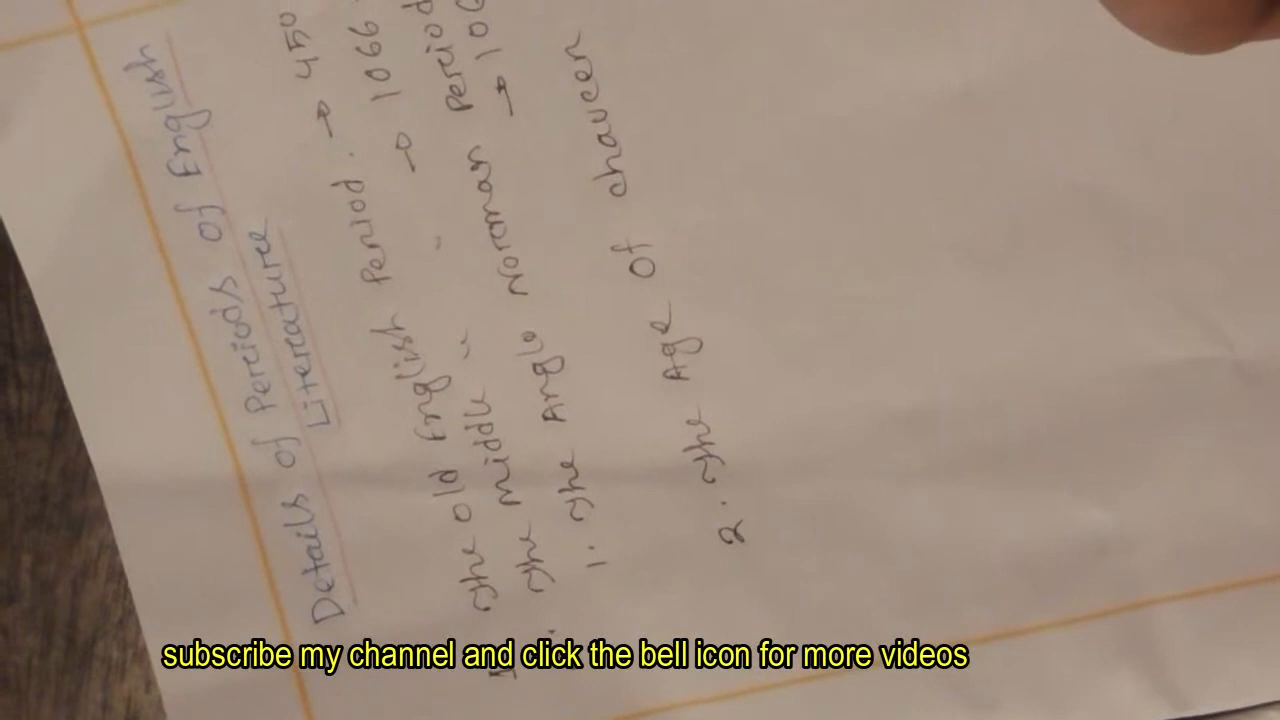 Details of Periods of English
Literature
The Old English Period. → 450
The middle " " → 1066
1. The Anglo Norman Period → 10
2. The Age Of Chaucer
subscribe my channel and click the bell icon for more videos